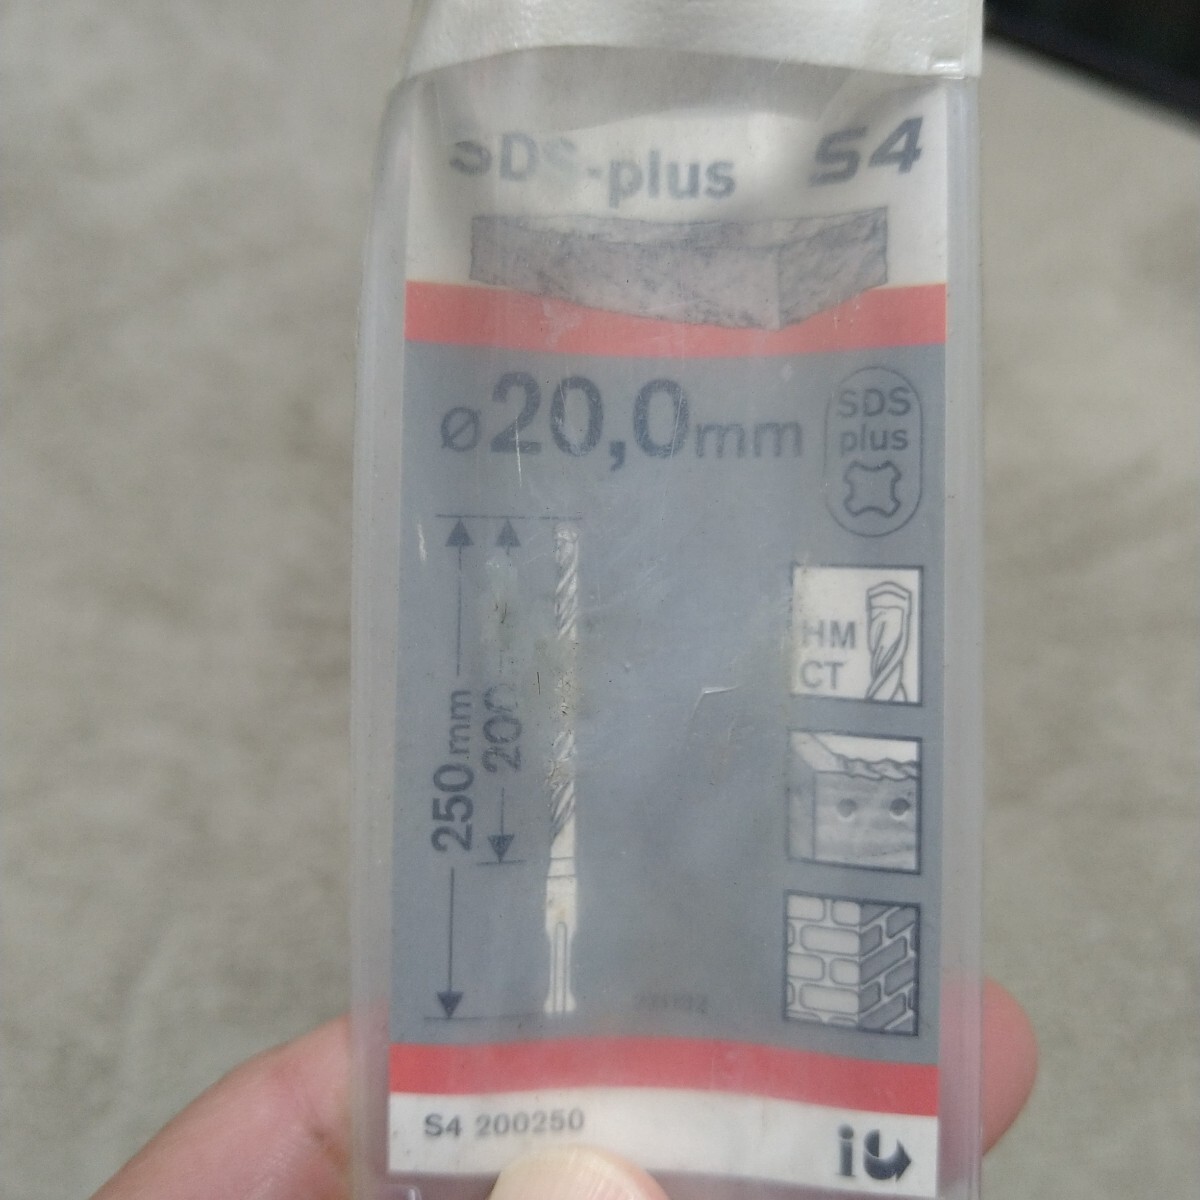 SDS-plus S4
ø20,0mm
SDS
plus
250mm
200
HM
CT
S4 200250
i